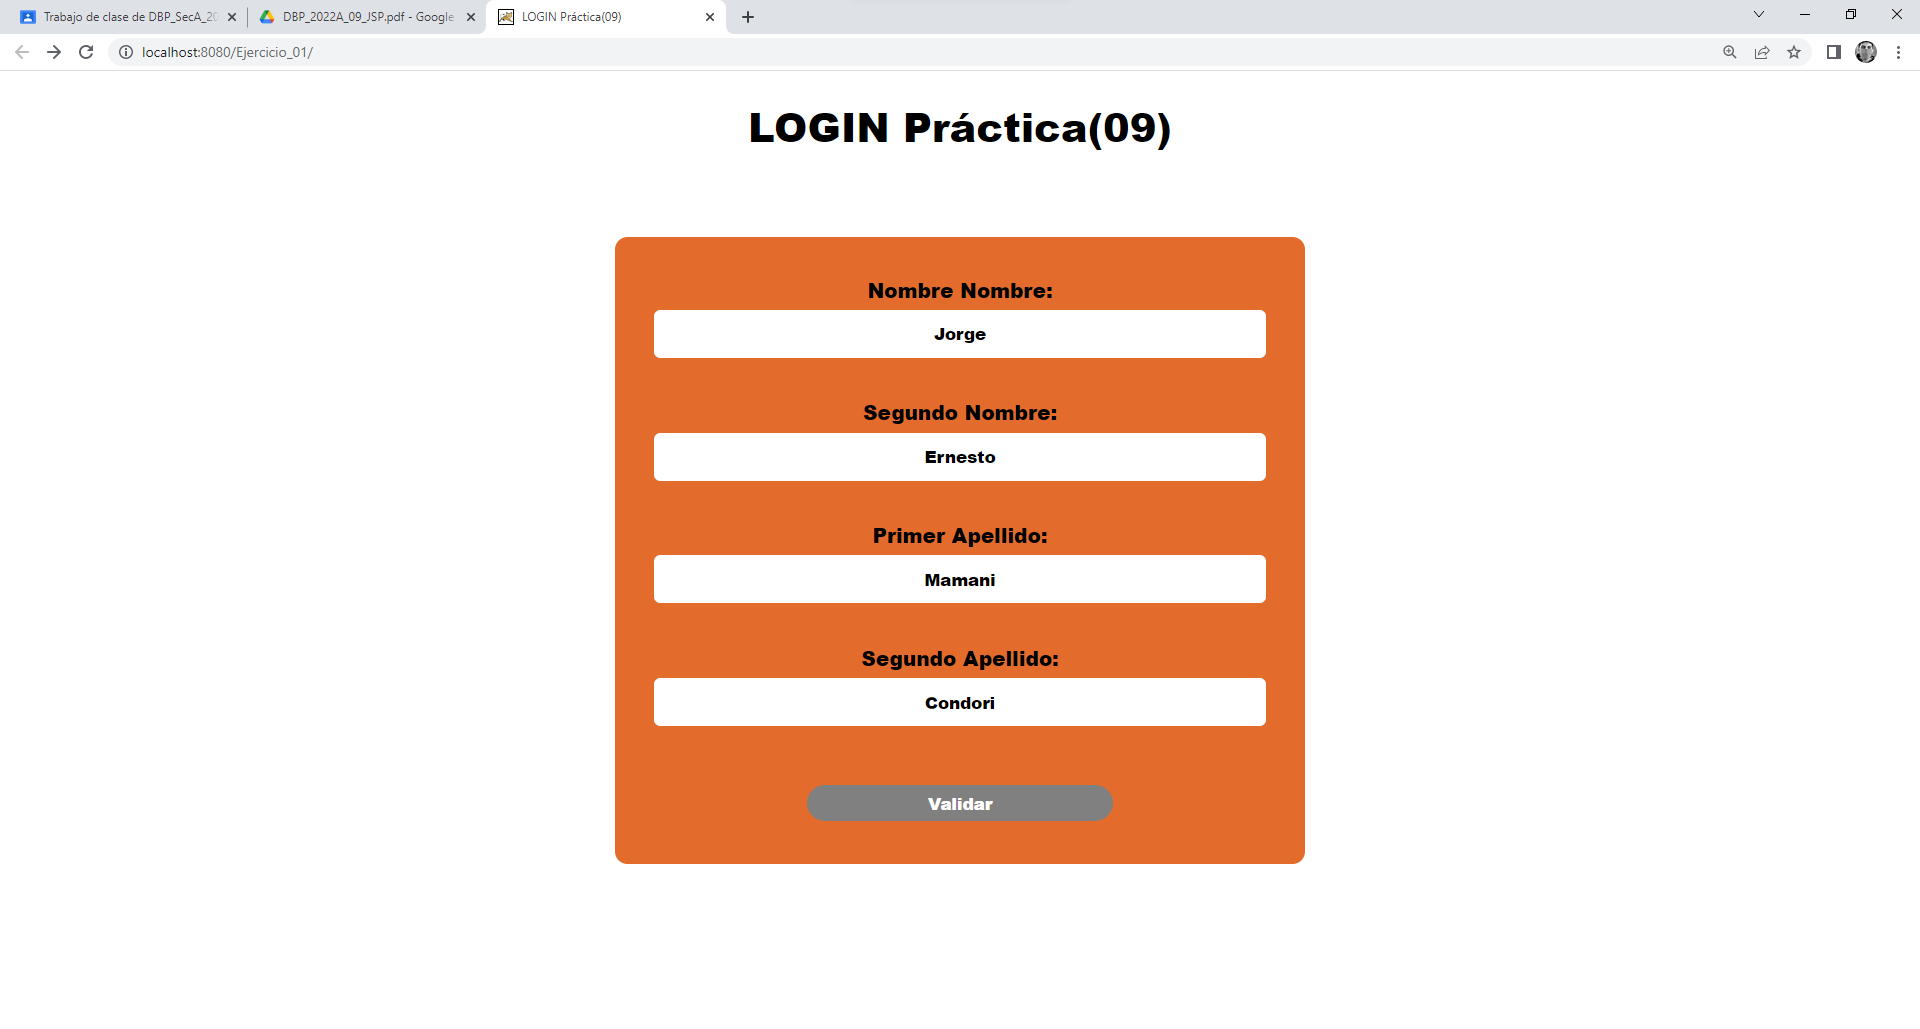 Trabajo de clase de DBP_SecA_20
DBP_2022A_09_JSP.pdf - Google
LOGIN Práctica(09)
localhost:8080/Ejercicio_01/
LOGIN Práctica(09)
Nombre Nombre:
Jorge
Segundo Nombre:
Ernesto
Primer Apellido:
Mamani
Segundo Apellido:
Condori
Validar